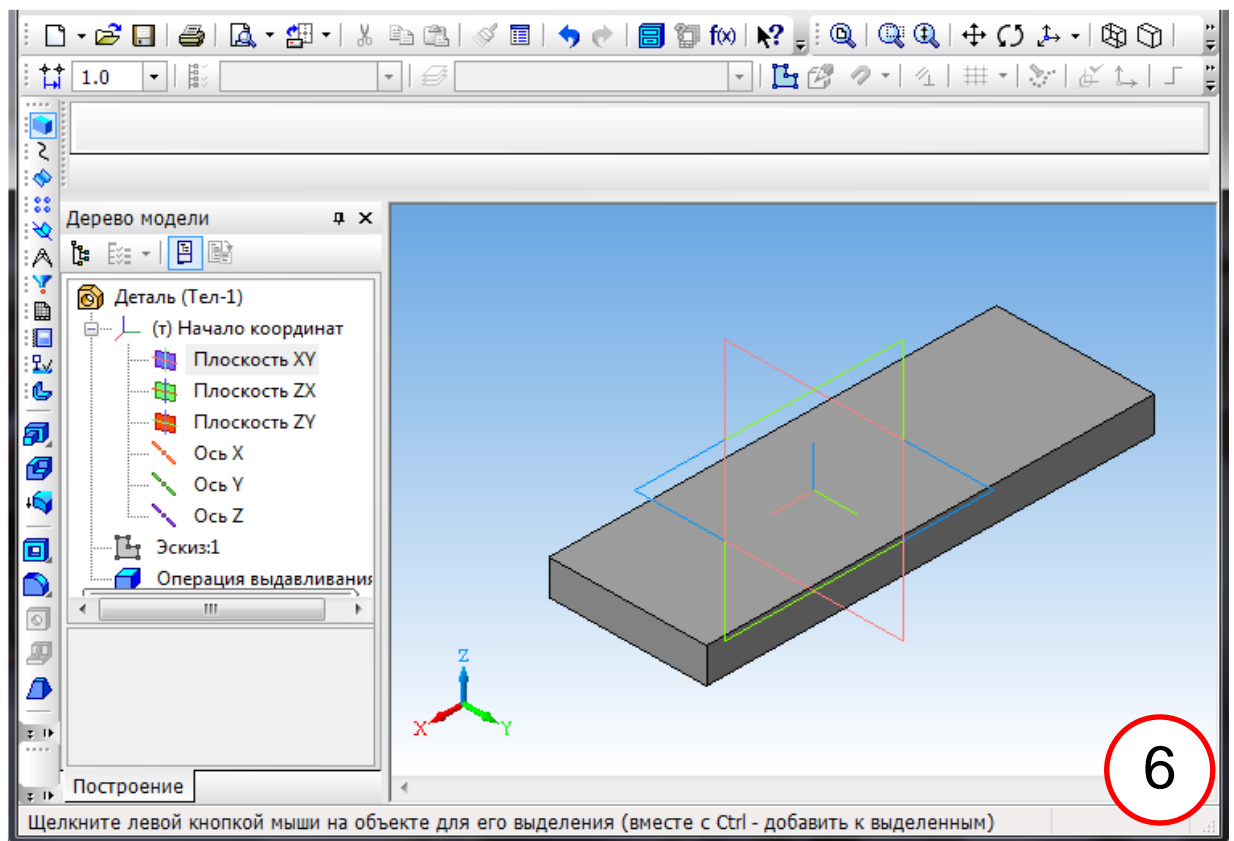 f(x)
1.0
Дерево модели
Деталь (Тел-1)
(т) Начало координат
Плоскость XY
Плоскость ZX
Плоскость ZY
Ось X
Ось Y
Ось Z
Эскиз:1
Операция выдавливания
Z
X
Y
6
Построение
Щелкните левой кнопкой мыши на объекте для его выделения (вместе с Ctrl - добавить к выделенным)